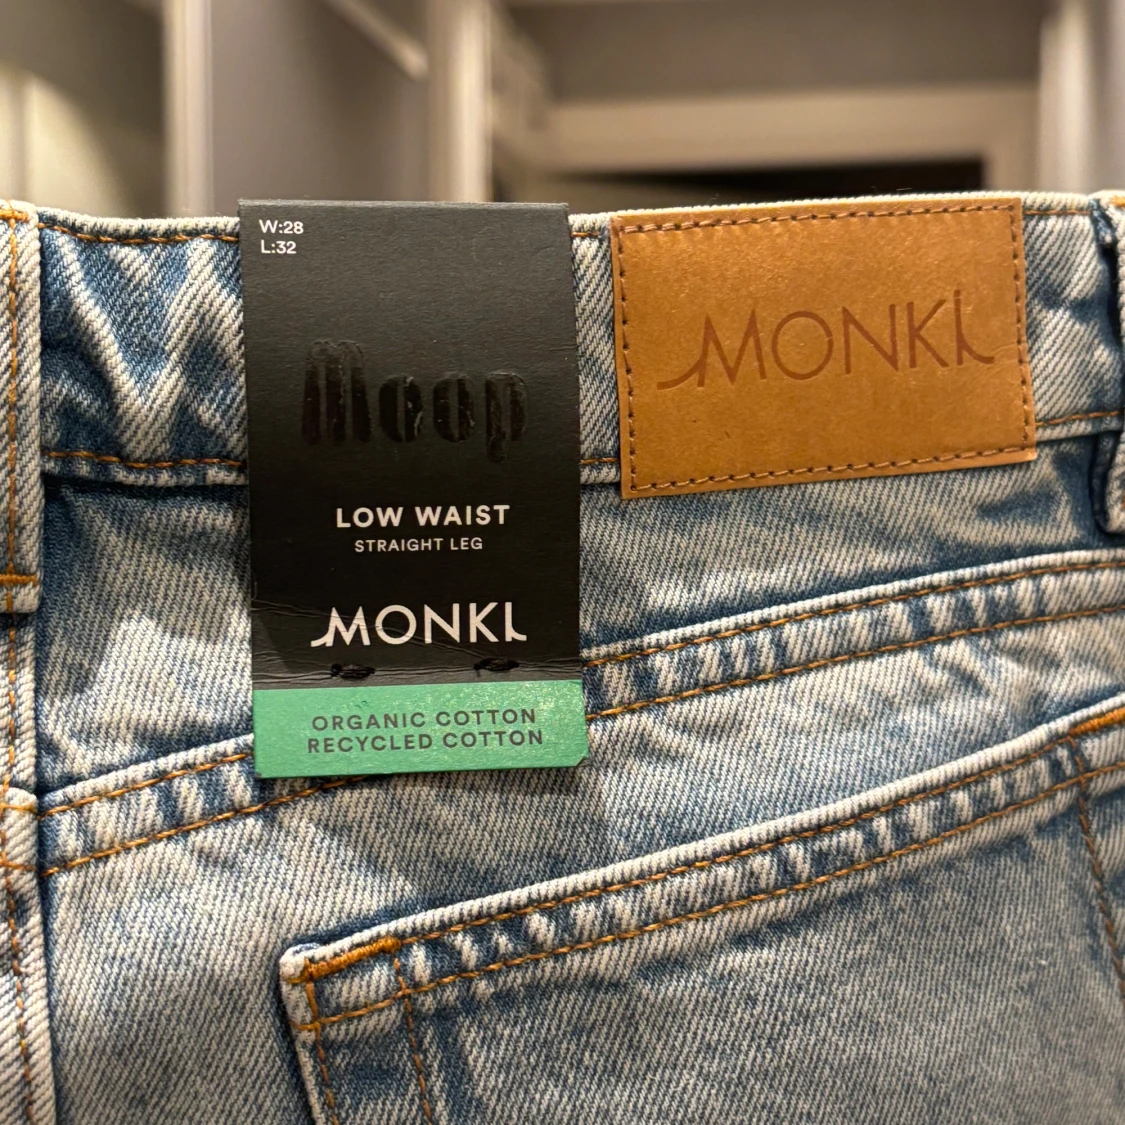 W:28
L:32
Moop
LOW WAIST
STRAIGHT LEG
MONKI
ORGANIC COTTON
RECYCLED COTTON
MONKI